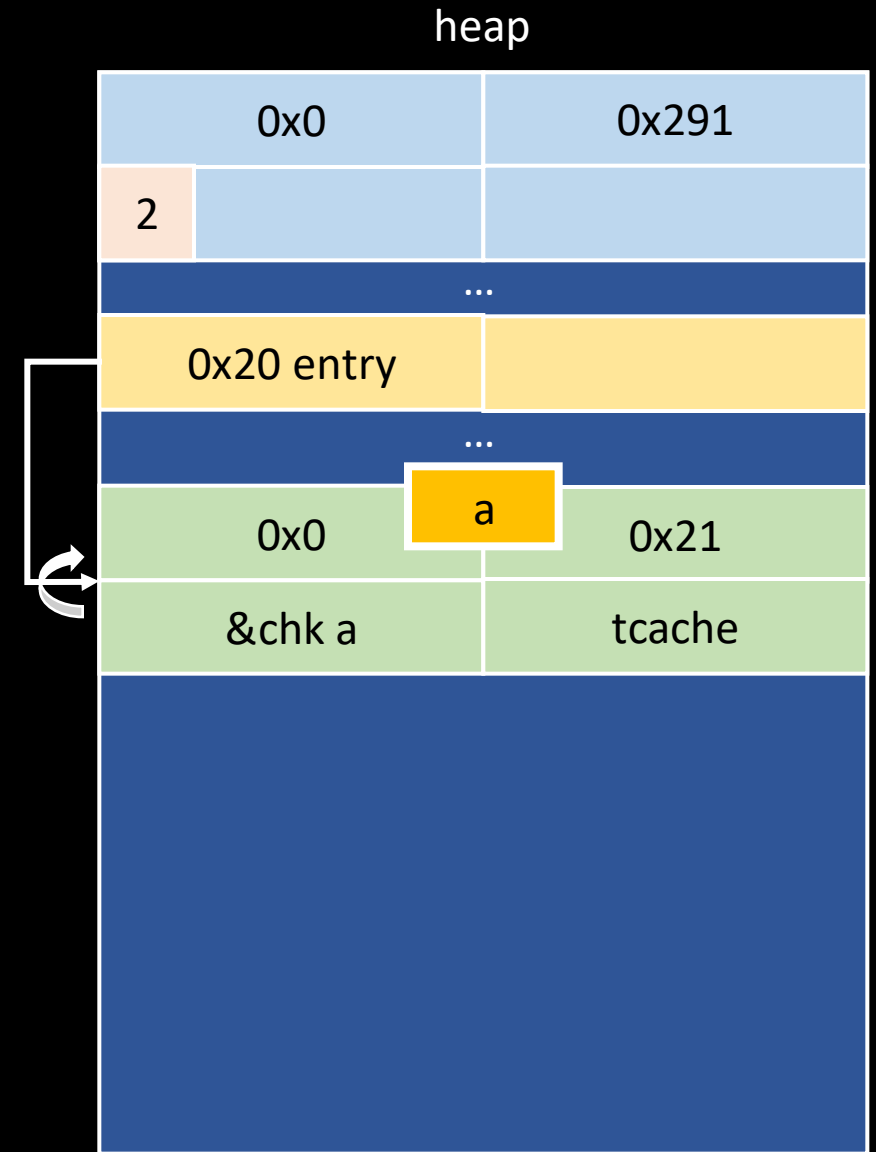 heap
0x0 0x291
2
...
0x20 entry
...
a
0x0 0x21
&chk a tcache